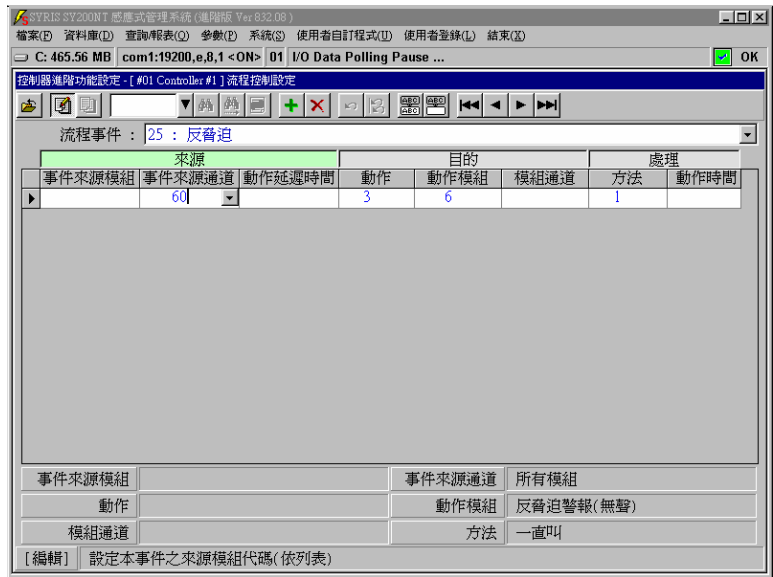 SYRIS SY200NT 感應式管理系統 (進階版 Ver 832.08 )
檔案(F) 資料庫(D) 查詢/報表(Q) 參數(P) 系統(S) 使用者自訂程式(U) 使用者登錄(L) 結束(X)
C: 465.56 MB com1:19200,e,8,1 <ON> 01 I/O Data Polling Pause ... OK
控制器進階功能設定 - [ #01 Controller #1 ] 流程控制設定
ABC ABC
ABC
流程事件 : 25 : 反脅迫
來源 目的 處理
事件來源模組 事件來源通道 動作延遲時間 動作 動作模組 模組通道 方法 動作時間
60 3 6 1
事件來源模組 事件來源通道 所有模組
動作 動作模組 反脅迫警報(無聲)
模組通道 方法 一直叫
[編輯] 設定本事件之來源模組代碼(依列表)